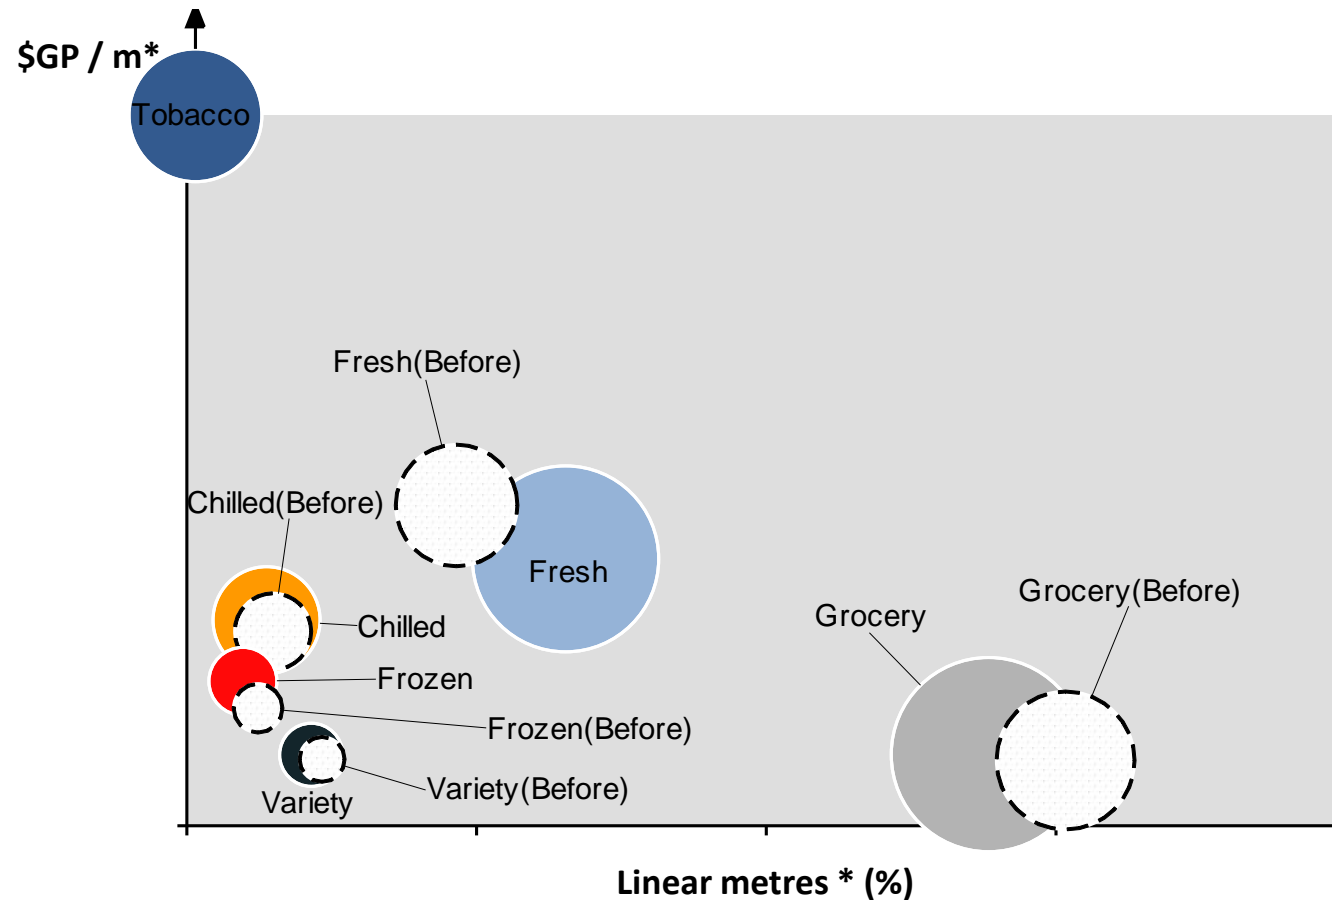 $GP / m*
Tobacco
Fresh(Before)
Chilled(Before)
Fresh
Grocery(Before)
Grocery
Chilled
Frozen
Frozen(Before)
Variety(Before)
Variety
Linear metres * (%)